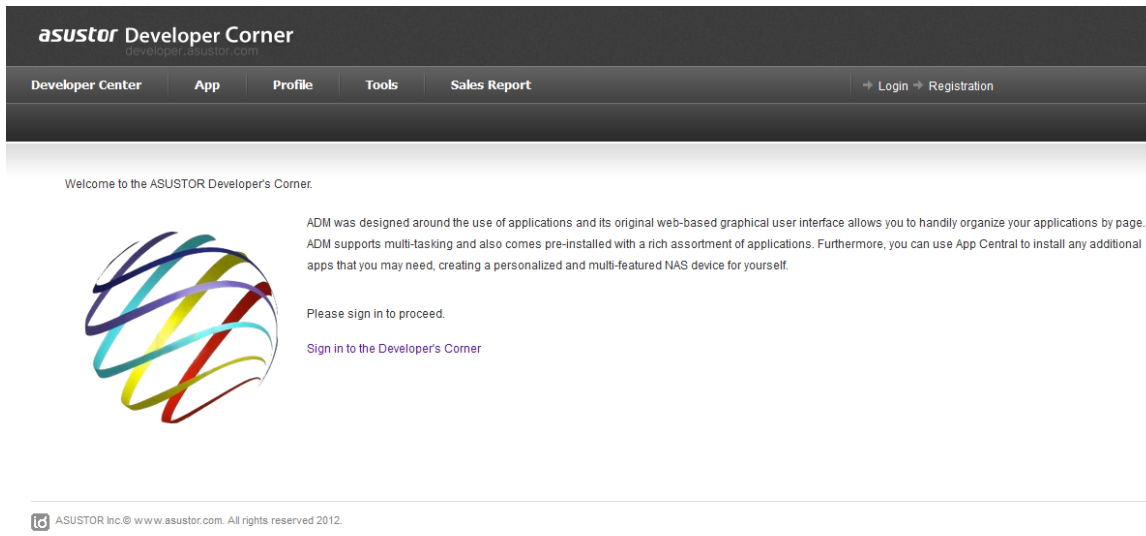 asustor Developer Corner
developer.asustor.com
Developer Center App Profile Tools Sales Report Login Registration
Welcome to the ASUSTOR Developer's Corner.
ADM was designed around the use of applications and its original web-based graphical user interface allows you to handily organize your applications by page.
ADM supports multi-tasking and also comes pre-installed with a rich assortment of applications. Furthermore, you can use App Central to install any additional
apps that you may need, creating a personalized and multi-featured NAS device for yourself.
Please sign in to proceed.
Sign in to the Developer's Corner
id ASUSTOR Inc.© www.asustor.com. All rights reserved 2012.